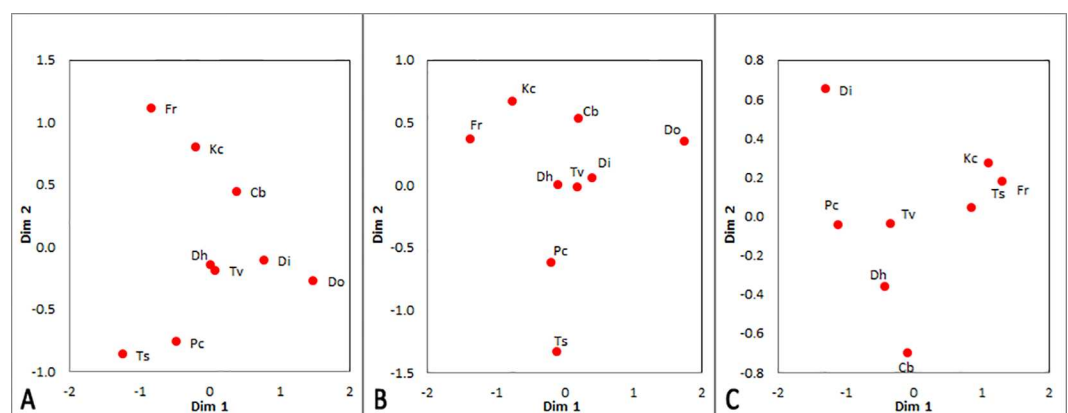 1.5
1.0
0.5
0.0
-0.5
-1.0
Dim 2
Fr
Kc
Cb
Dh
Tv
Di
Do
Ts
Pc
-2
-1
0
1
2
Dim 1
A
1.0
0.5
0.0
-0.5
-1.0
-1.5
Dim 2
Kc
Fr
Cb
Do
Dh
Tv
Di
Pc
Ts
-2
-1
0
1
2
Dim 1
B
0.8
0.6
0.4
0.2
0.0
-0.2
-0.4
-0.6
-0.8
Dim 2
Di
Kc
Ts
Fr
Pc
Tv
Dh
Cb
-2
-1
0
1
2
Dim 1
C